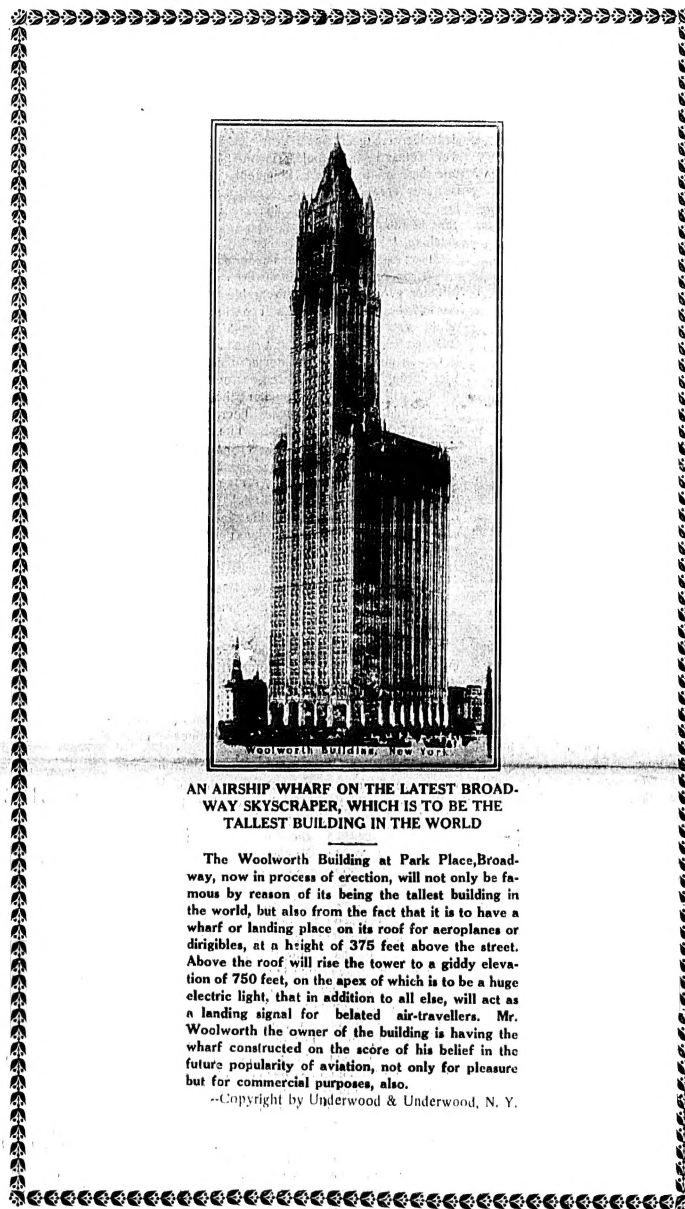 Woolworth Building, New York
AN AIRSHIP WHARF ON THE LATEST BROAD-
WAY SKYSCRAPER, WHICH IS TO BE THE
TALLEST BUILDING IN THE WORLD
The Woolworth Building at Park Place,Broad-
way, now in process of erection, will not only be fa-
mous by reason of its being the tallest building in
the world, but also from the fact that it is to have a
wharf or landing place on its roof for aeroplanes or
dirigibles, at a height of 375 feet above the street.
Above the roof will rise the tower to a giddy eleva-
tion of 750 feet, on the apex of which is to be a huge
electric light, that in addition to all else, will act as
a landing signal for belated air-travellers. Mr.
Woolworth the owner of the building is having the
wharf constructed on the score of his belief in the
future popularity of aviation, not only for pleasure
but for commercial purposes, also.
--Copyright by Underwood & Underwood, N. Y.